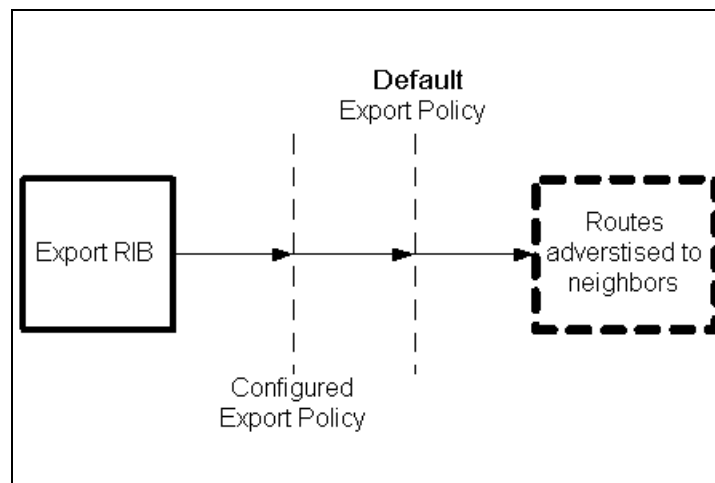 Default
Export Policy
Export RIB
Routes
adverstised to
neighbors
Configured
Export Policy